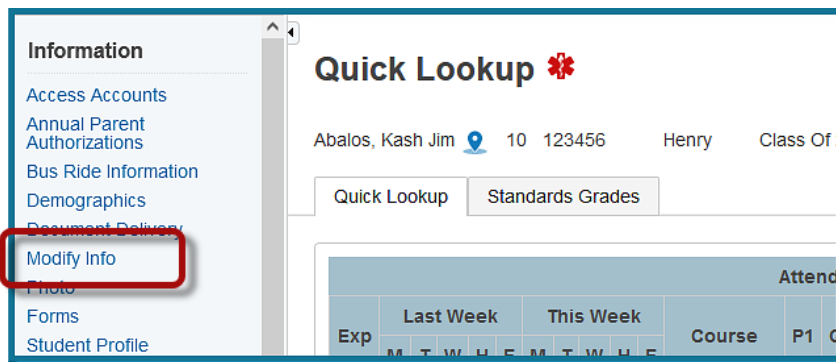 Information
Access Accounts
Annual Parent
Authorizations
Bus Ride Information
Demographics
Document Delivery
Modify Info
Photo
Forms
Student Profile
Quick Lookup
Abalos, Kash Jim 10 123456 Henry Class Of
Quick Lookup Standards Grades
Attend
Last Week This Week
Exp Course P1
M T W H F M T W H F